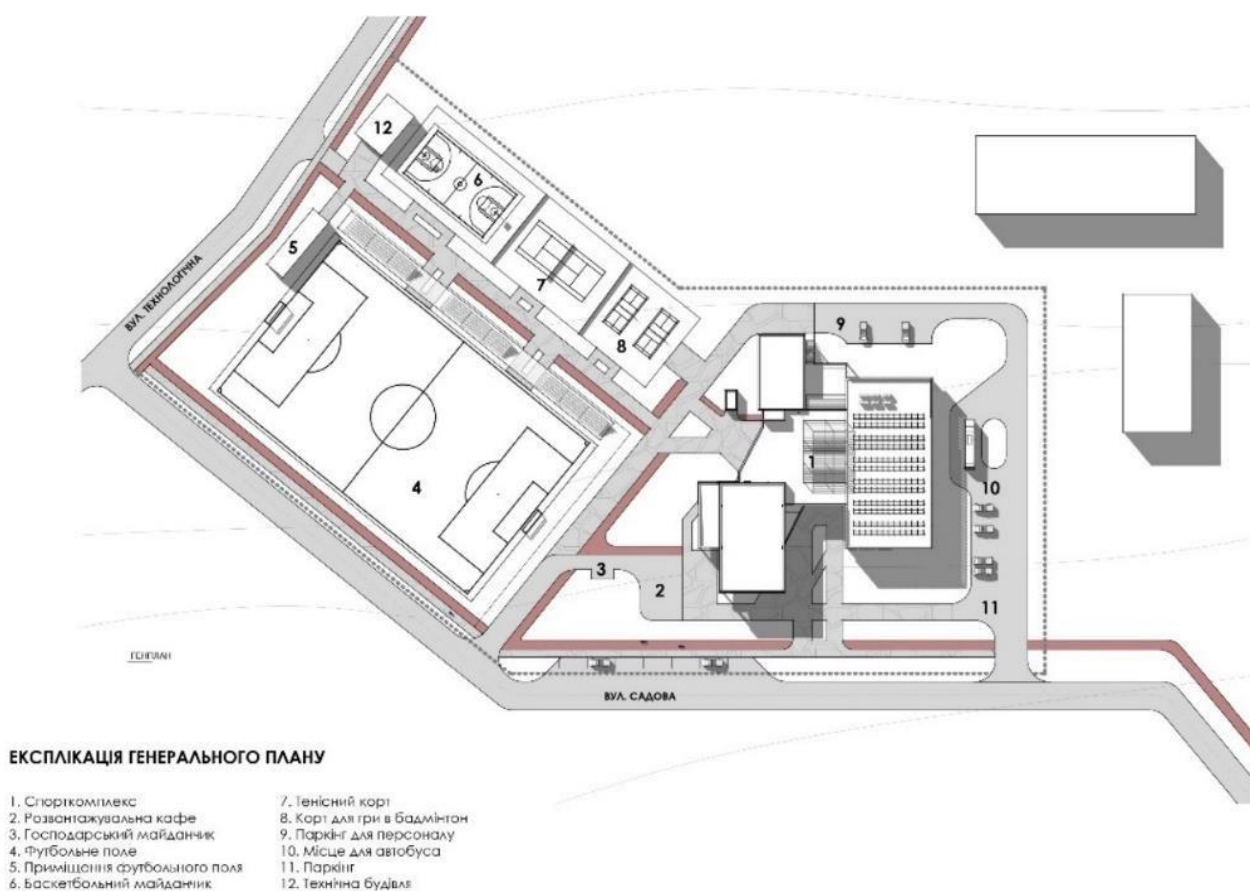 12
6
5
7
ВУЛ. ТЕХНОЛОГІЧНА
8
9
4
1
10
3
2
11
ГЕНПЛАН
ВУЛ. САДОВА
ЕКСПЛІКАЦІЯ ГЕНЕРАЛЬНОГО ПЛАНУ
1. Спорткомплекс
2. Розвантажувальна кафе
3. Господарський майданчик
4. Футбольне поле
5. Приміщення футбольного поля
6. Баскетбольний майданчик
7. Тенісний корт
8. Корт для гри в бадмінтон
9. Паркінг для персоналу
10. Місце для автобуса
11. Паркінг
12. Технічна будівля